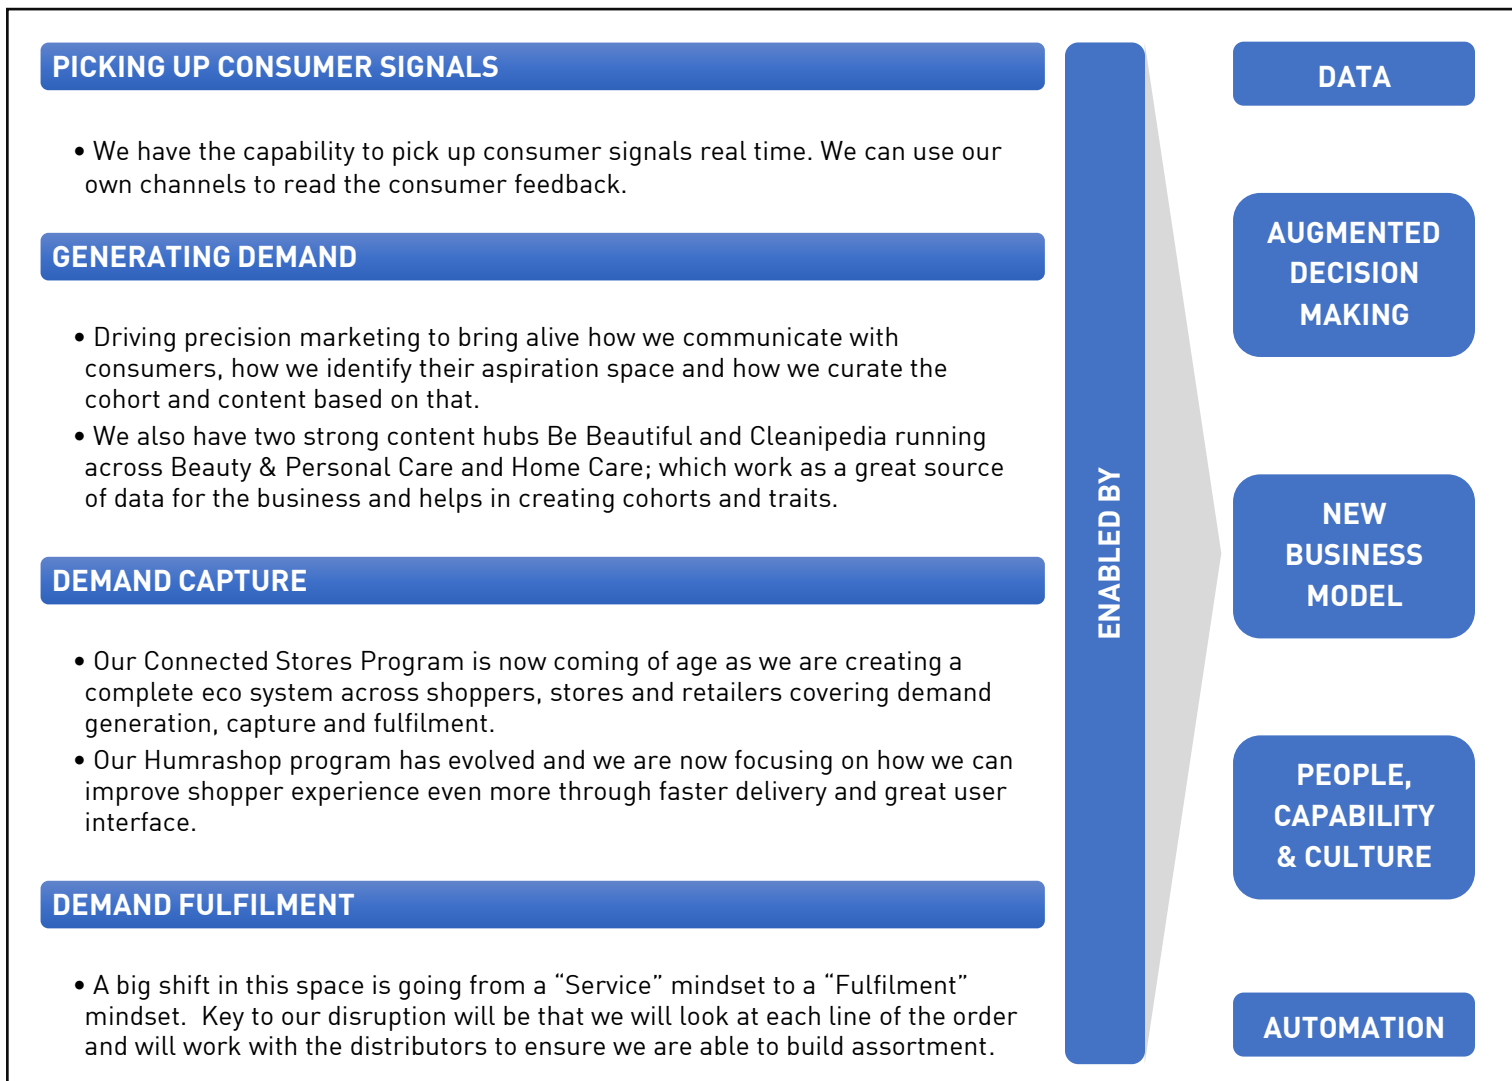 PICKING UP CONSUMER SIGNALS
• We have the capability to pick up consumer signals real time. We can use our
own channels to read the consumer feedback.
GENERATING DEMAND
• Driving precision marketing to bring alive how we communicate with
consumers, how we identify their aspiration space and how we curate the
cohort and content based on that.
• We also have two strong content hubs Be Beautiful and Cleanipedia running
across Beauty & Personal Care and Home Care; which work as a great source
of data for the business and helps in creating cohorts and traits.
DEMAND CAPTURE
• Our Connected Stores Program is now coming of age as we are creating a
complete eco system across shoppers, stores and retailers covering demand
generation, capture and fulfilment.
• Our Humrashop program has evolved and we are now focusing on how we can
improve shopper experience even more through faster delivery and great user
interface.
DEMAND FULFILMENT
• A big shift in this space is going from a “Service” mindset to a “Fulfilment”
mindset.  Key to our disruption will be that we will look at each line of the order
and will work with the distributors to ensure we are able to build assortment.
ENABLED BY
DATA
AUGMENTED
DECISION
MAKING
NEW
BUSINESS
MODEL
PEOPLE,
CAPABILITY
& CULTURE
AUTOMATION